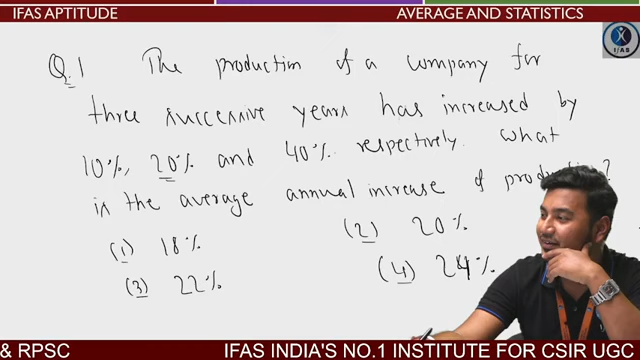 IFAS APTITUDE AVERAGE AND STATISTICS
IFAS
Q.1 The production of a company for
three successive years has increased by
10%, 20% and 40% respectively. What
is the average annual increase of production?
(1) 18% (2) 20%
(3) 22% (4) 24%
& RPSC IFAS INDIA'S NO.1 INSTITUTE FOR CSIR UGC